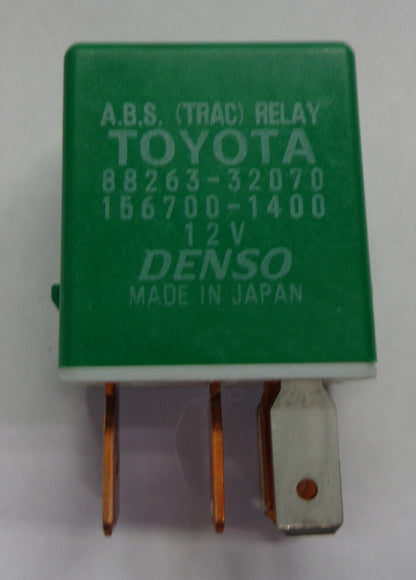 A.B.S. (TRAC) RELAY
TOYOTA
88263-32070
156700-1400
12V
DENSO
MADE IN JAPAN